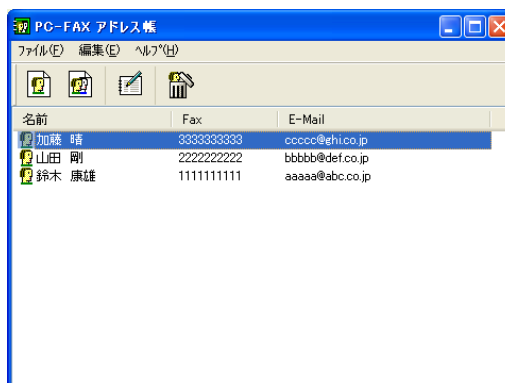 PC-FAX アドレス帳
ファイル(F) 編集(E) ヘルプ(H)
名前 Fax E-Mail
加藤 晴 3333333333 ccccc@ghi.co.jp
山田 剛 2222222222 bbbbb@def.co.jp
鈴木 康雄 1111111111 aaaaa@abc.co.jp